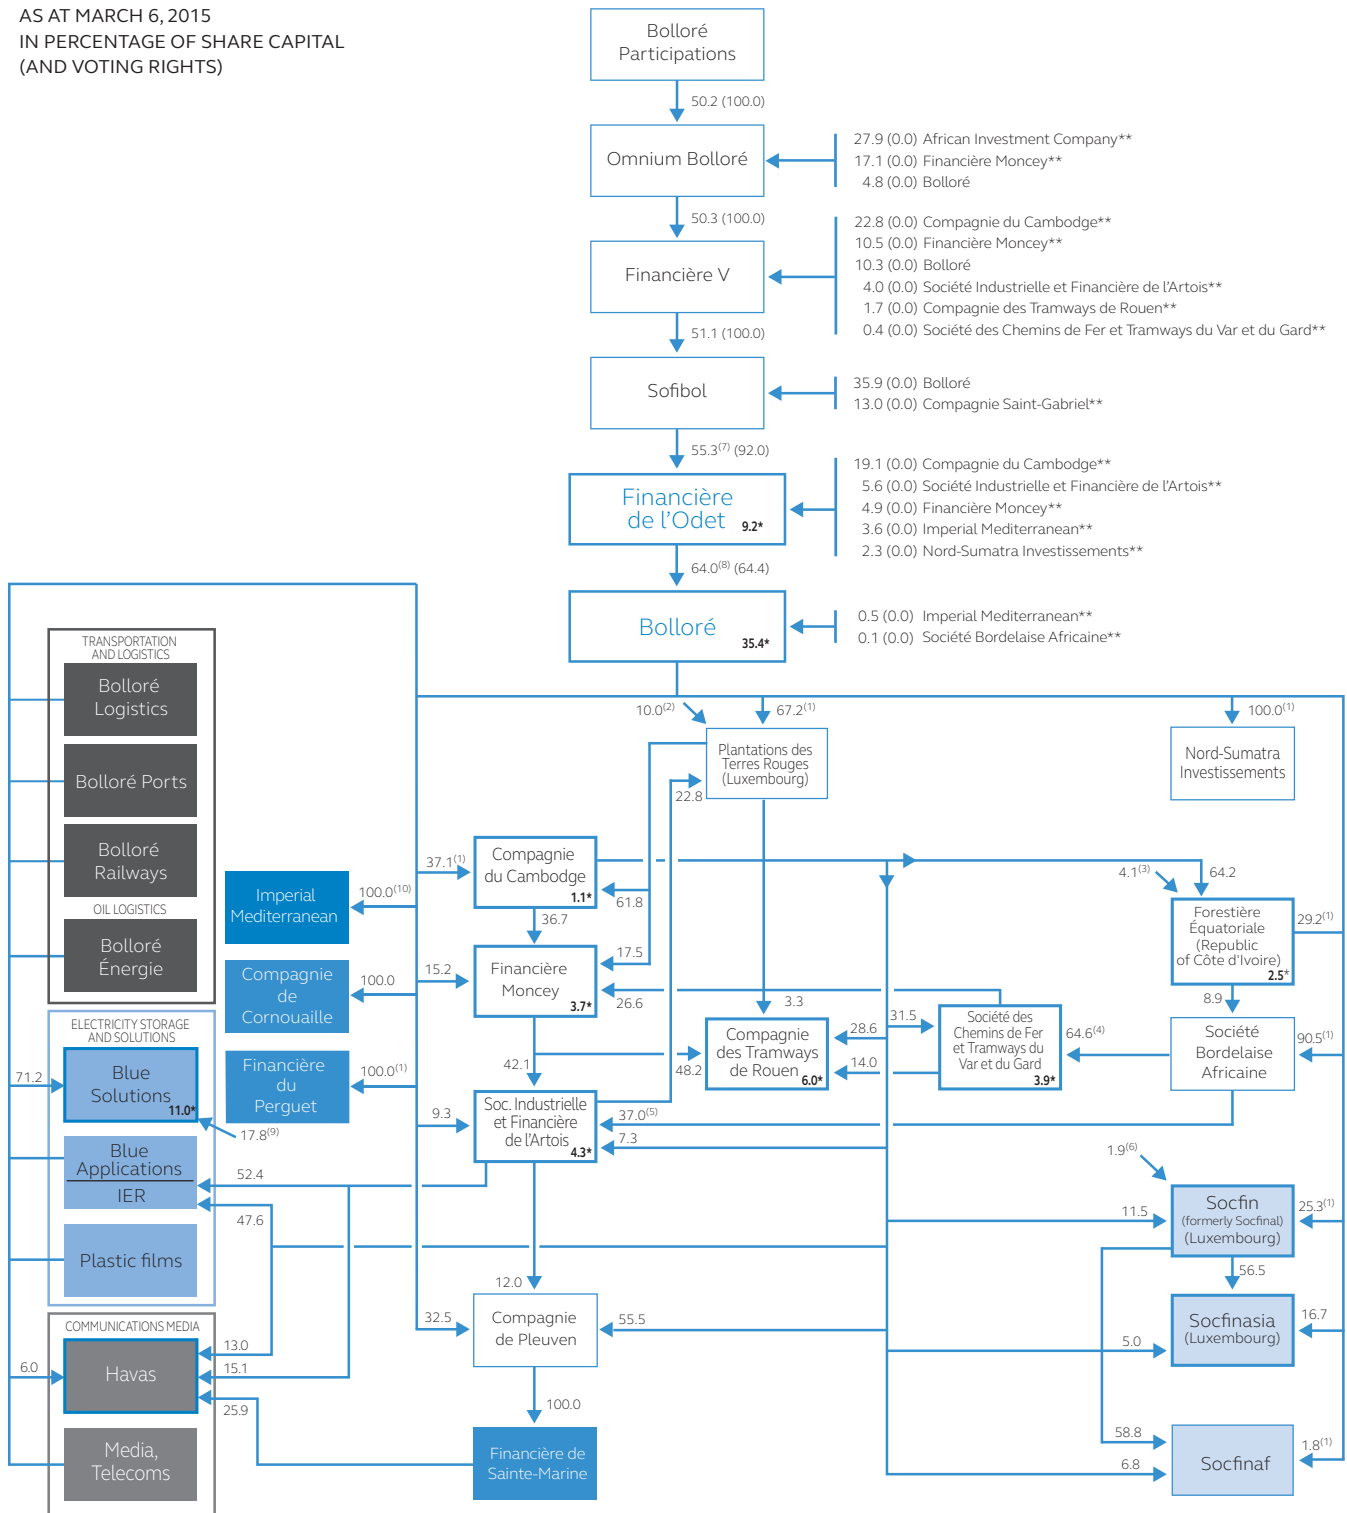 AS AT MARCH 6, 2015
IN PERCENTAGE OF SHARE CAPITAL
(AND VOTING RIGHTS)
Bolloré
Participations
50.2 (100.0)
Omnium Bolloré
27.9 (0.0) African Investment Company**
17.1 (0.0) Financière Moncey**
4.8 (0.0) Bolloré
50.3 (100.0)
Financière V
22.8 (0.0) Compagnie du Cambodge**
10.5 (0.0) Financière Moncey**
10.3 (0.0) Bolloré
4.0 (0.0) Société Industrielle et Financière de l'Artois**
1.7 (0.0) Compagnie des Tramways de Rouen**
0.4 (0.0) Société des Chemins de Fer et Tramways du Var et du Gard**
51.1 (100.0)
Sofibol
35.9 (0.0) Bolloré
13.0 (0.0) Compagnie Saint-Gabriel**
55.3(7) (92.0)
Financière
de l'Odet 9.2*
19.1 (0.0) Compagnie du Cambodge**
5.6 (0.0) Société Industrielle et Financière de l'Artois**
4.9 (0.0) Financière Moncey**
3.6 (0.0) Imperial Mediterranean**
2.3 (0.0) Nord-Sumatra Investissements**
64.0(8) (64.4)
Bolloré
35.4*
0.5 (0.0) Imperial Mediterranean**
0.1 (0.0) Société Bordelaise Africaine**
TRANSPORTATION
AND LOGISTICS
Bolloré
Logistics
Bolloré Ports
Bolloré
Railways
OIL LOGISTICS
Bolloré
Énergie
ELECTRICITY STORAGE
AND SOLUTIONS
71.2
Blue
Solutions
11.0*
17.8(9)
Blue
Applications
IER
52.4
47.6
Plastic films
COMMUNICATIONS MEDIA
6.0
Havas
13.0
15.1
25.9
Media,
Telecoms
Imperial
Mediterranean
100.0(10)
Compagnie
de
Cornouaille
100.0
Financière
du
Perguet
100.0(1)
10.0(2)
67.2(1)
100.0(1)
Plantations des
Terres Rouges
(Luxembourg)
22.8
Nord-Sumatra
Investissements
37.1(1)
Compagnie
du Cambodge
1.1*
61.8
36.7
15.2
Financière
Moncey
3.7*
17.5
26.6
42.1
48.2
3.3
Compagnie
des Tramways
de Rouen
6.0*
28.6
14.0
31.5
Société des
Chemins de Fer
et Tramways du
Var et du Gard
3.9*
64.6(4)
4.1(3)
64.2
Forestière
Équatoriale
(Republic
of Côte d'Ivoire)
2.5*
29.2(1)
8.9
Société
Bordelaise
Africaine
90.5(1)
9.3
Soc. Industrielle
et Financière
de l'Artois
4.3*
37.0(5)
7.3
12.0
32.5
Compagnie
de Pleuven
55.5
100.0
Financière de
Sainte-Marine
1.9(6)
11.5
Socfin
(formerly Socfinal)
(Luxembourg)
25.3(1)
56.5
5.0
Socfinasia
(Luxembourg)
16.7
58.8
6.8
Socfinaf
1.8(1)